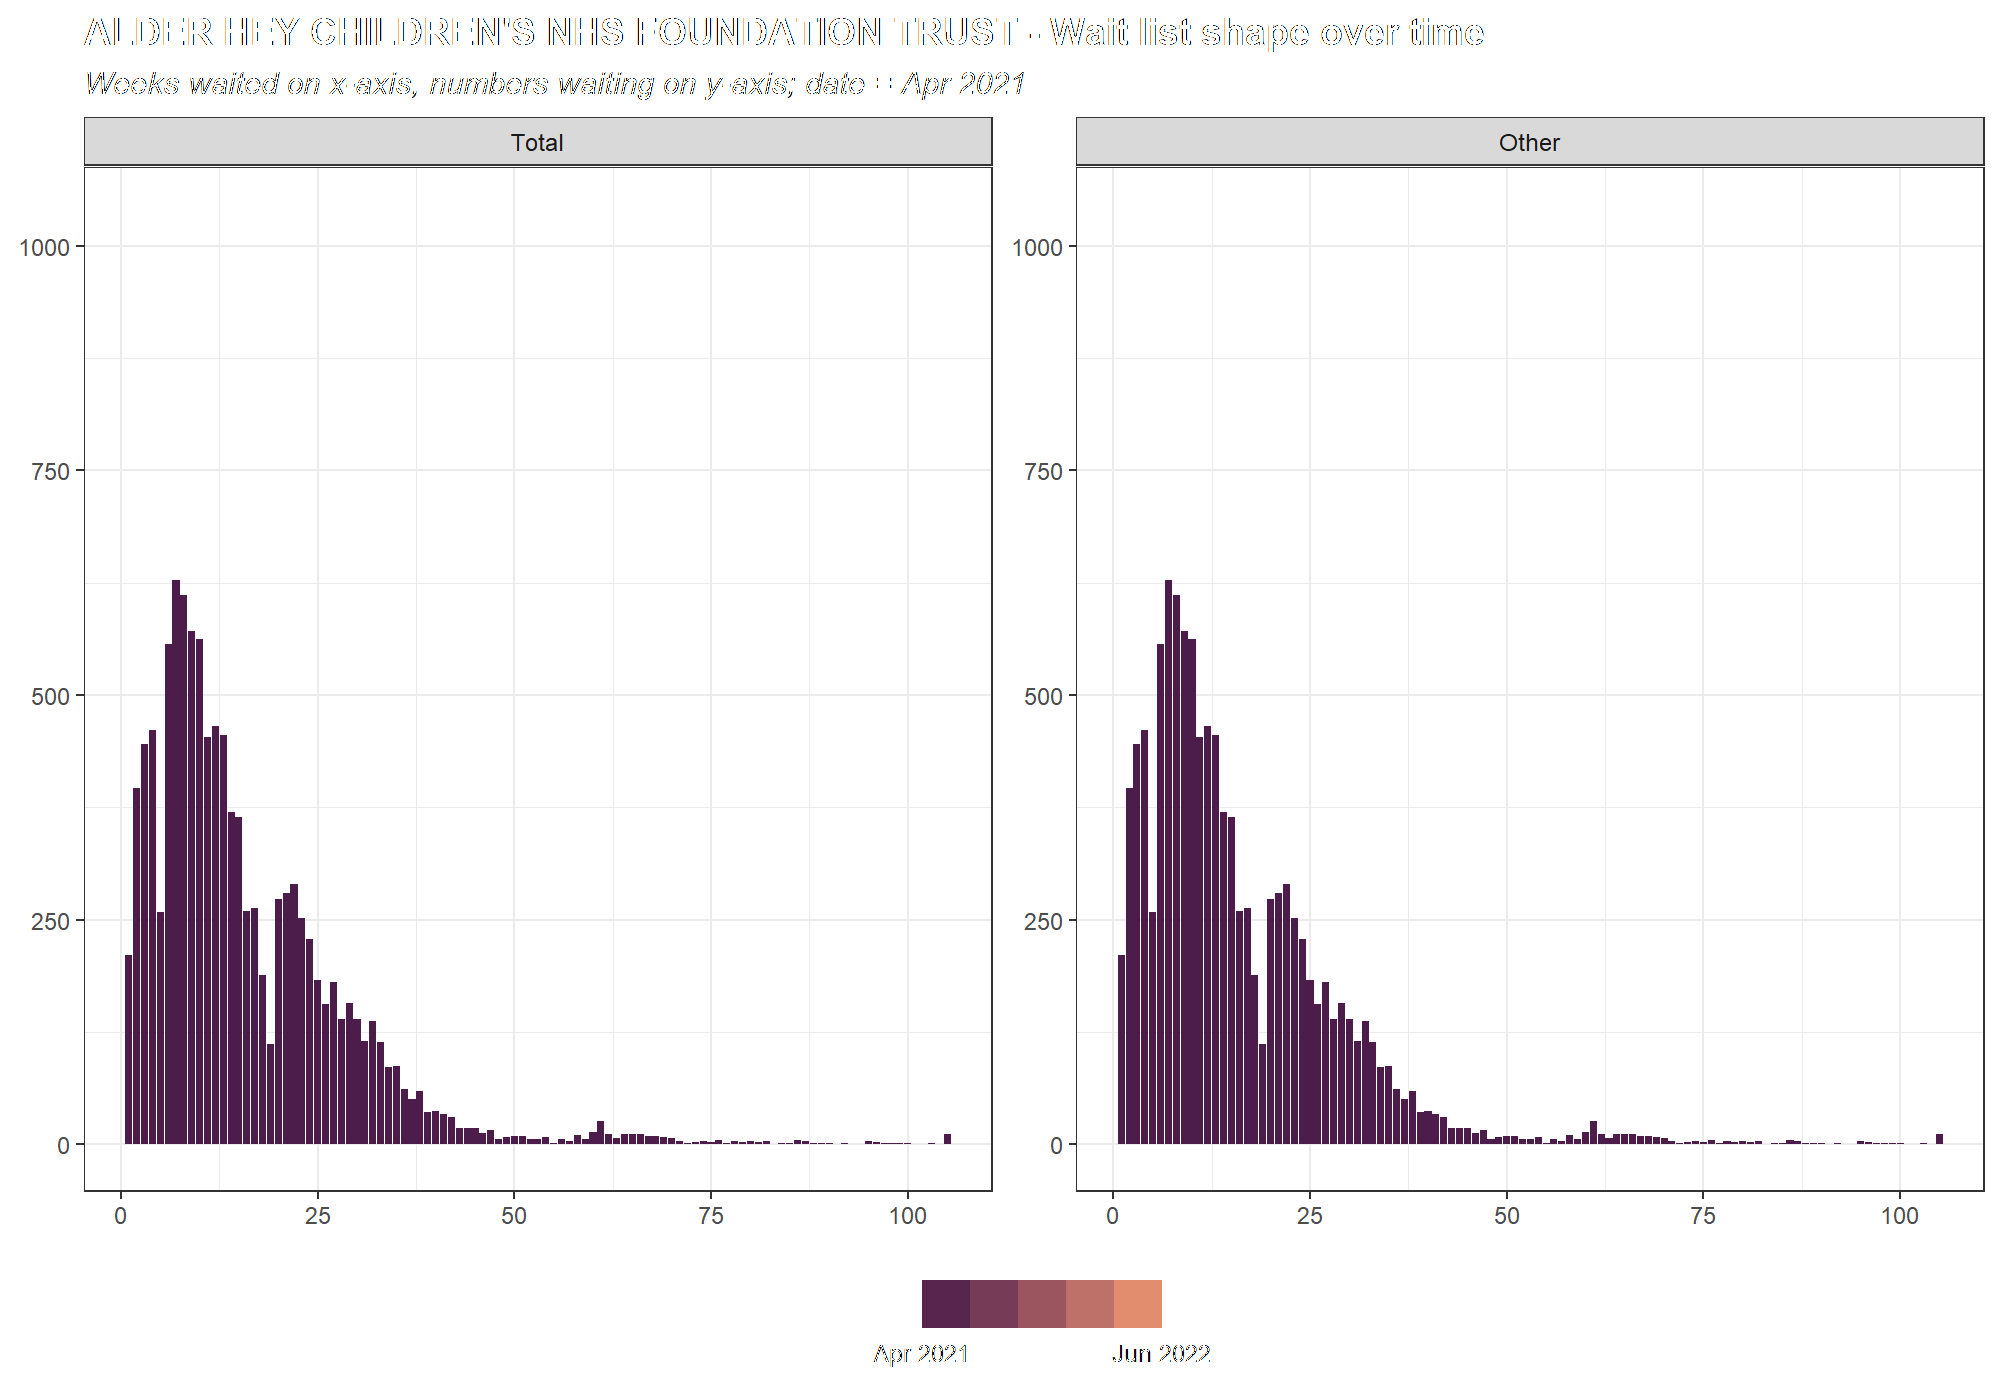 ALDER HEY CHILDREN'S NHS FOUNDATION TRUST - Wait list shape over time
Weeks waited on x-axis, numbers waiting on y-axis; date = Apr 2021
Total
Other
1000
750
500
250
0
1000
750
500
250
0
0 25 50 75 100
0 25 50 75 100
Apr 2021
Jun 2022